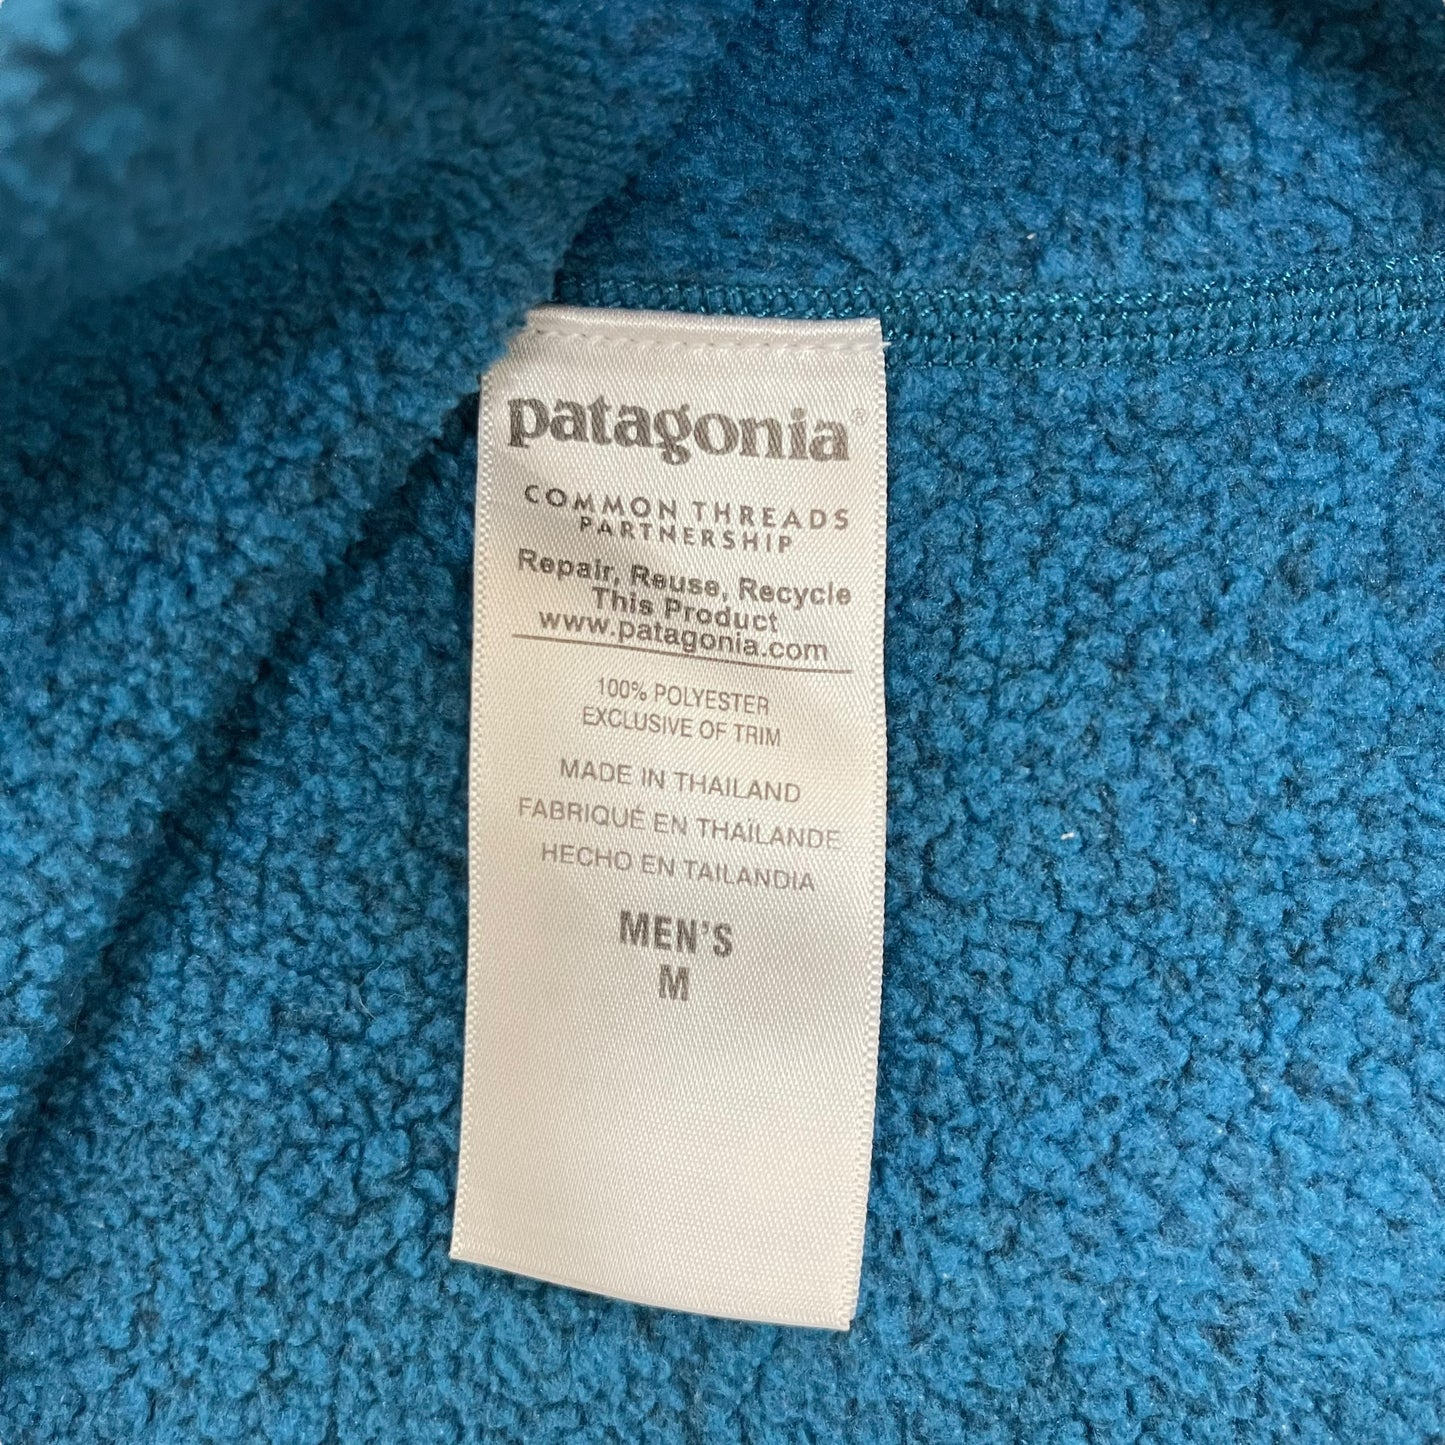 patagonia®
COMMON THREADS
PARTNERSHIP
Repair, Reuse, Recycle
This Product
www.patagonia.com
100% POLYESTER
EXCLUSIVE OF TRIM
MADE IN THAILAND
FABRIQUÉ EN THAÏLANDE
HECHO EN TAILANDIA
MEN'S
M